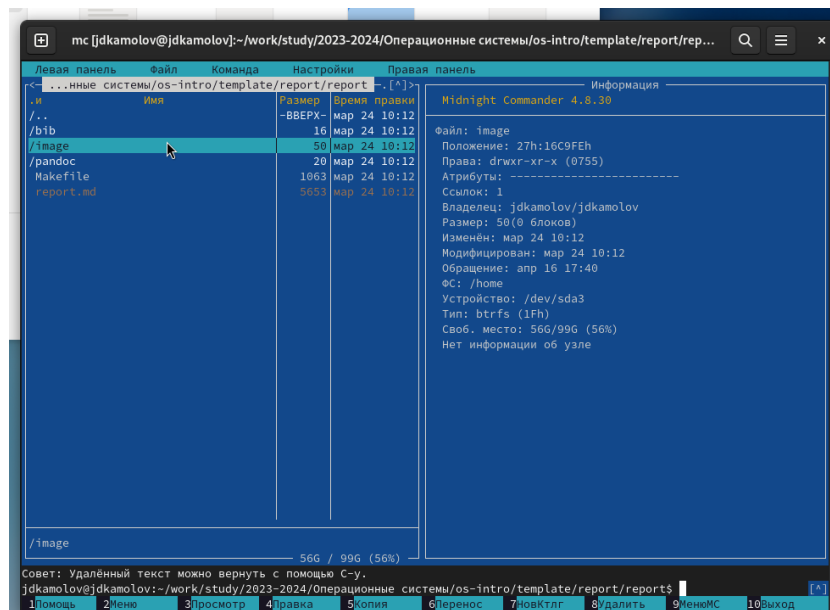 mc [jdkamolov@jdkamolov]:~/work/study/2023-2024/Операционные системы/os-intro/template/report/rep...
Левая панель Файл Команда Настройки Правая панель
<— ...нные системы/os-intro/template/report/report —.[^]>
.и Имя Размер Время правки
/.. -ВВЕРХ- мар 24 10:12
/bib 16 мар 24 10:12
/image 50 мар 24 10:12
/pandoc 20 мар 24 10:12
Makefile 1063 мар 24 10:12
report.md 5653 мар 24 10:12
/image
56G / 99G (56%)
Информация
Midnight Commander 4.8.30
Файл: image
Положение: 27h:16C9FEh
Права: drwxr-xr-x (0755)
Атрибуты: -------------------------
Ссылок: 1
Владелец: jdkamolov/jdkamolov
Размер: 50(0 блоков)
Изменён: мар 24 10:12
Модифицирован: мар 24 10:12
Обращение: апр 16 17:40
ФС: /home
Устройство: /dev/sda3
Тип: btrfs (1Fh)
Своб. место: 56G/99G (56%)
Нет информации об узле
Совет: Удалённый текст можно вернуть с помощью C-y.
jdkamolov@jdkamolov:~/work/study/2023-2024/Операционные системы/os-intro/template/report/report$ [^]
1Помощь 2Меню 3Просмотр 4Правка 5Копия 6Перенос 7НовКтлг 8Удалить 9МенюМС 10Выход